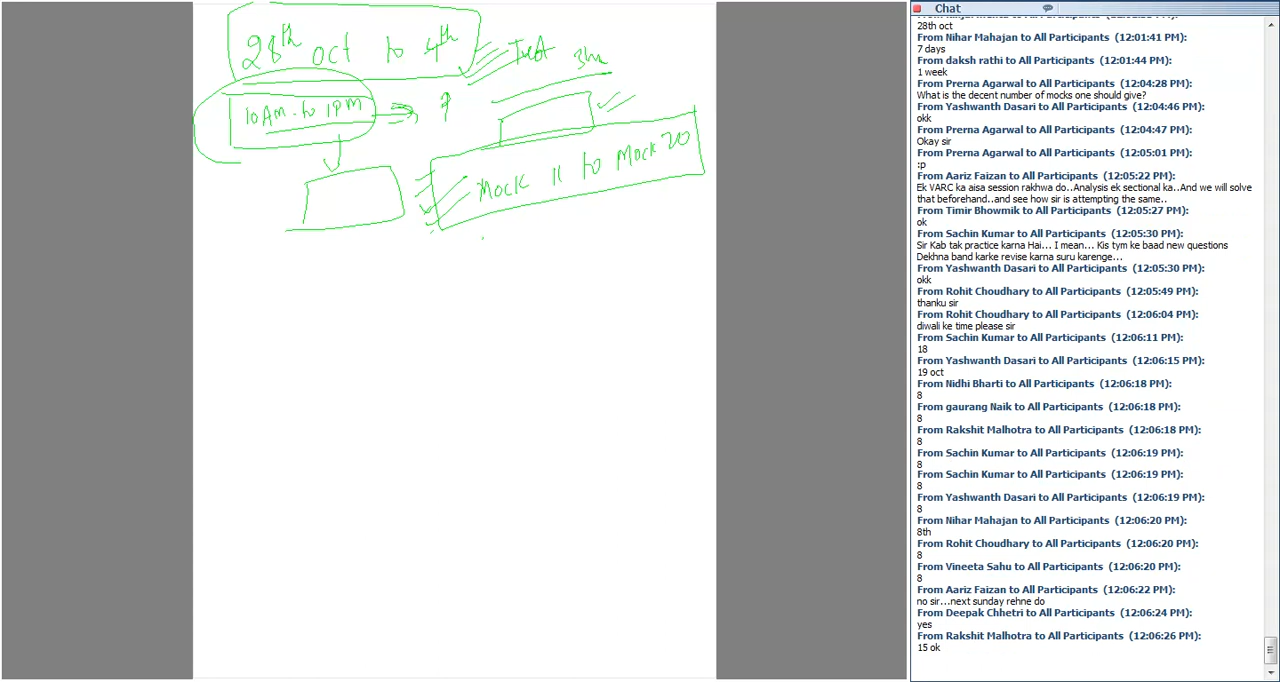 28th oct to 4th
3hr
10AM. to 1PM
?
Mock 11 to Mock 20
Chat
28th oct
From Nihar Mahajan to All Participants (12:01:41 PM):
7 days
From daksh rathi to All Participants (12:01:44 PM):
1 week
From Prerna Agarwal to All Participants (12:04:28 PM):
What is the decent number of mocks one should give?
From Yashwanth Dasari to All Participants (12:04:46 PM):
okk
From Prerna Agarwal to All Participants (12:04:47 PM):
Okay sir
From Prerna Agarwal to All Participants (12:05:01 PM):
:p
From Aariz Faizan to All Participants (12:05:22 PM):
Ek VARC ka aisa session rakhwa do..Analysis ek sectional ka..And we will solve
that beforehand..and see how sir is attempting the same..
From Timir Bhowmik to All Participants (12:05:27 PM):
ok
From Sachin Kumar to All Participants (12:05:30 PM):
Sir Kab tak practice karna Hai... I mean... Kis tym ke baad new questions
Dekhna band karke revise karna suru karenge...
From Yashwanth Dasari to All Participants (12:05:30 PM):
okk
From Rohit Choudhary to All Participants (12:05:49 PM):
thanku sir
From Rohit Choudhary to All Participants (12:06:04 PM):
diwali ke time please sir
From Sachin Kumar to All Participants (12:06:11 PM):
18
From Yashwanth Dasari to All Participants (12:06:15 PM):
19 oct
From Nidhi Bharti to All Participants (12:06:18 PM):
8
From gaurang Naik to All Participants (12:06:18 PM):
8
From Rakshit Malhotra to All Participants (12:06:18 PM):
8
From Sachin Kumar to All Participants (12:06:19 PM):
8
From Sachin Kumar to All Participants (12:06:19 PM):
8
From Yashwanth Dasari to All Participants (12:06:19 PM):
8
From Nihar Mahajan to All Participants (12:06:20 PM):
8th
From Rohit Choudhary to All Participants (12:06:20 PM):
8
From Vineeta Sahu to All Participants (12:06:20 PM):
8
From Aariz Faizan to All Participants (12:06:22 PM):
no sir...next sunday rehne do
From Deepak Chhetri to All Participants (12:06:24 PM):
yes
From Rakshit Malhotra to All Participants (12:06:26 PM):
15 ok